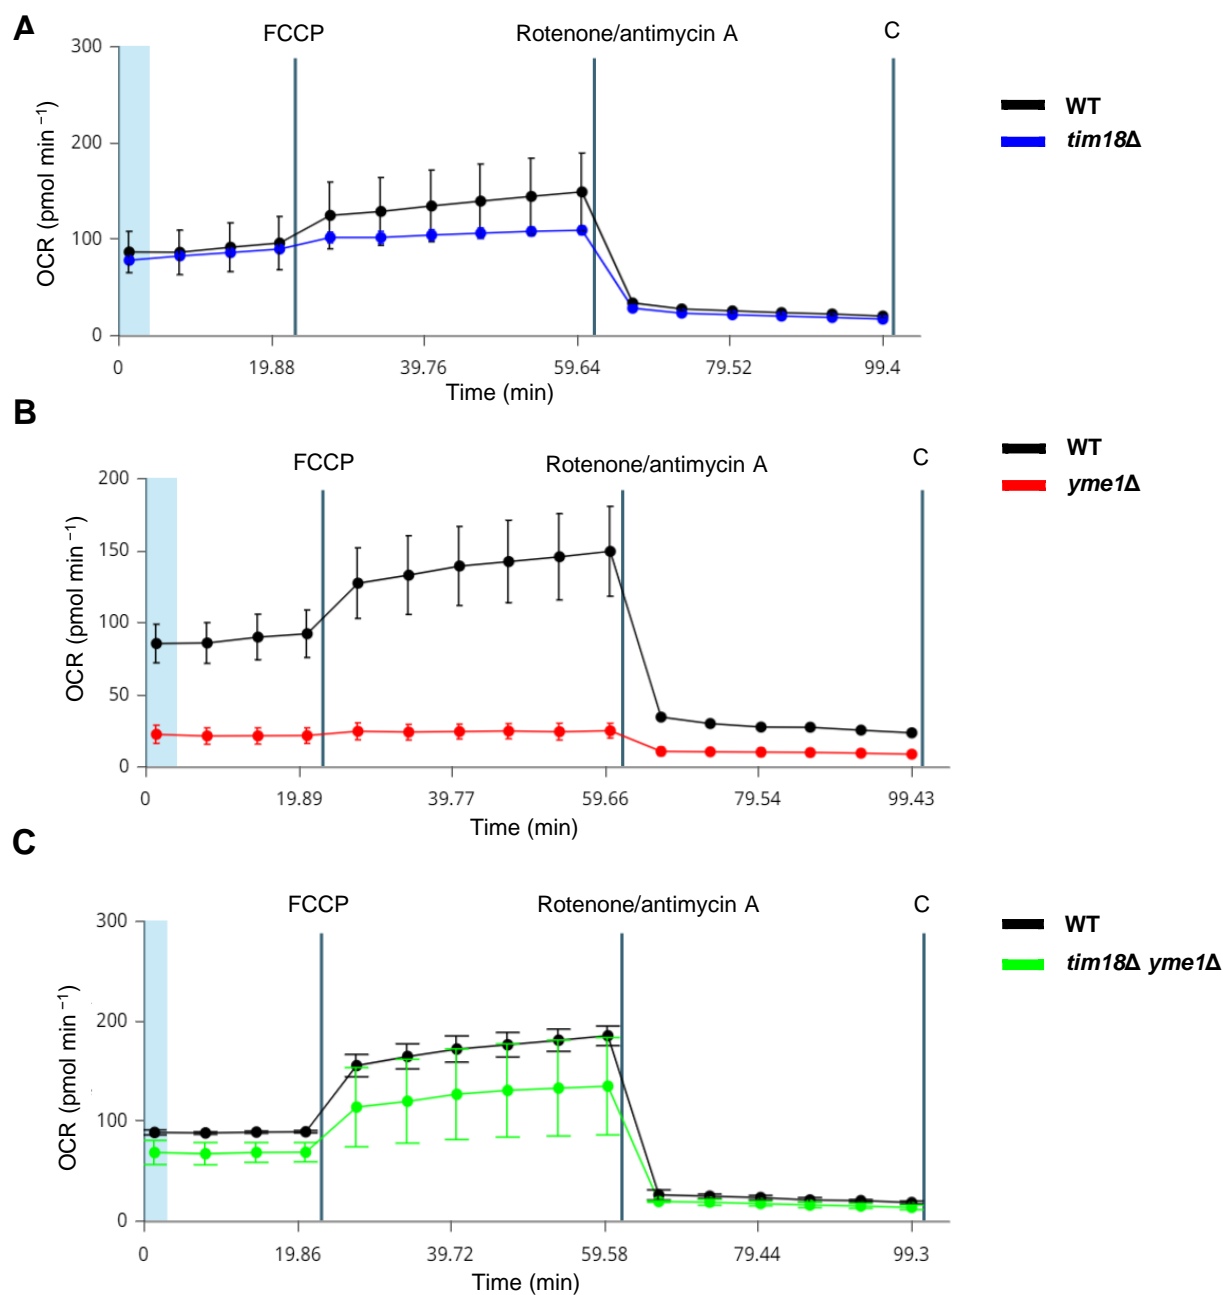 A
FCCP
Rotenone/antimycin A
C
300
200
100
0
OCR (pmol min −1)
0
19.88
39.76
59.64
79.52
99.4
Time (min)
WT
tim18Δ
B
FCCP
Rotenone/antimycin A
C
200
150
100
50
0
OCR (pmol min −1)
0
19.89
39.77
59.66
79.54
99.43
Time (min)
WT
yme1Δ
C
FCCP
Rotenone/antimycin A
C
300
200
100
0
OCR (pmol min −1)
0
19.86
39.72
59.58
79.44
99.3
Time (min)
WT
tim18Δ yme1Δ